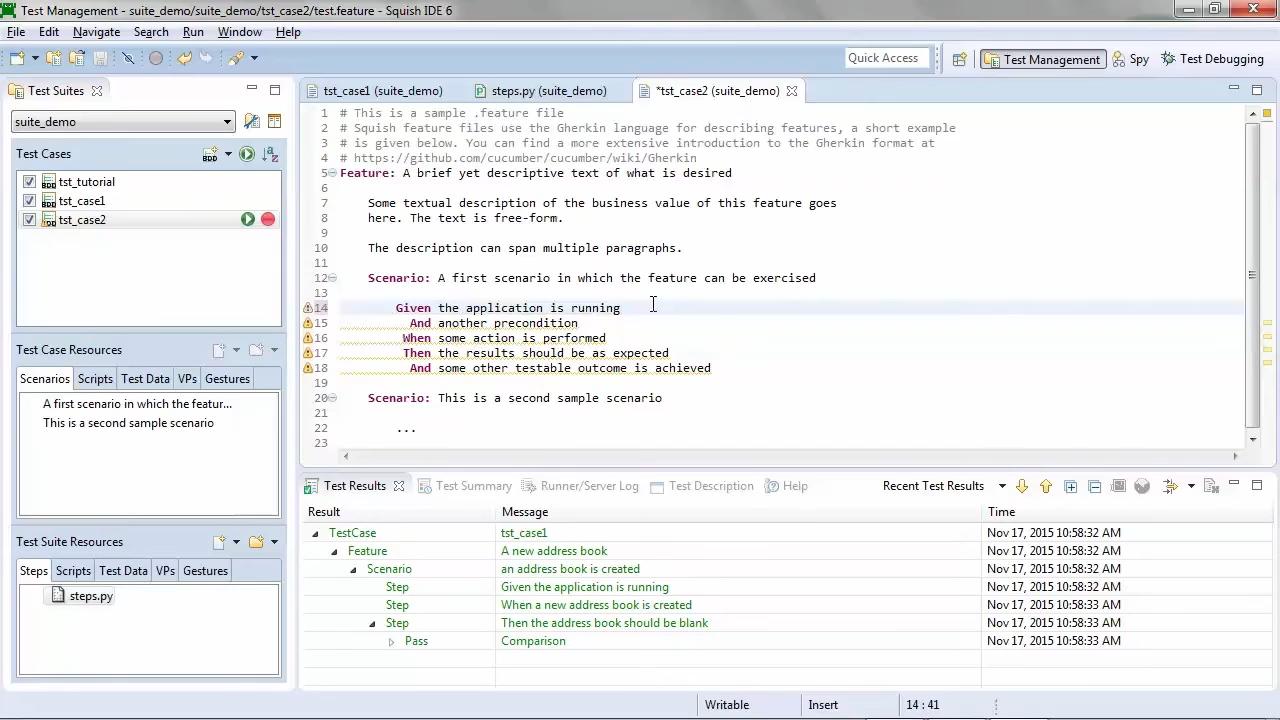 Test Management - suite_demo/suite_demo/tst_case2/test.feature - Squish IDE 6
File Edit Navigate Search Run Window Help
Quick Access
Test Management
Spy
Test Debugging
Test Suites
suite_demo
Test Cases
tst_tutorial
tst_case1
tst_case2
Test Case Resources
Scenarios Scripts Test Data VPs Gestures
A first scenario in which the featur...
This is a second sample scenario
Test Suite Resources
Steps Scripts Test Data VPs Gestures
steps.py
tst_case1 (suite_demo)
steps.py (suite_demo)
*tst_case2 (suite_demo)
1 # This is a sample .feature file
2 # Squish feature files use the Gherkin language for describing features, a short example
3 # is given below. You can find a more extensive introduction to the Gherkin format at
4 # https://github.com/cucumber/cucumber/wiki/Gherkin
5 Feature: A brief yet descriptive text of what is desired
6
7 Some textual description of the business value of this feature goes
8 here. The text is free-form.
9
10 The description can span multiple paragraphs.
11
12 Scenario: A first scenario in which the feature can be exercised
13
14 Given the application is running
15 And another precondition
16 When some action is performed
17 Then the results should be as expected
18 And some other testable outcome is achieved
19
20 Scenario: This is a second sample scenario
21
22 ...
23
Test Results
Test Summary
Runner/Server Log
Test Description
Help
Recent Test Results
Result Message Time
TestCase tst_case1 Nov 17, 2015 10:58:32 AM
Feature A new address book Nov 17, 2015 10:58:32 AM
Scenario an address book is created Nov 17, 2015 10:58:32 AM
Step Given the application is running Nov 17, 2015 10:58:32 AM
Step When a new address book is created Nov 17, 2015 10:58:33 AM
Step Then the address book should be blank Nov 17, 2015 10:58:33 AM
Pass Comparison Nov 17, 2015 10:58:33 AM
Writable Insert 14 : 41